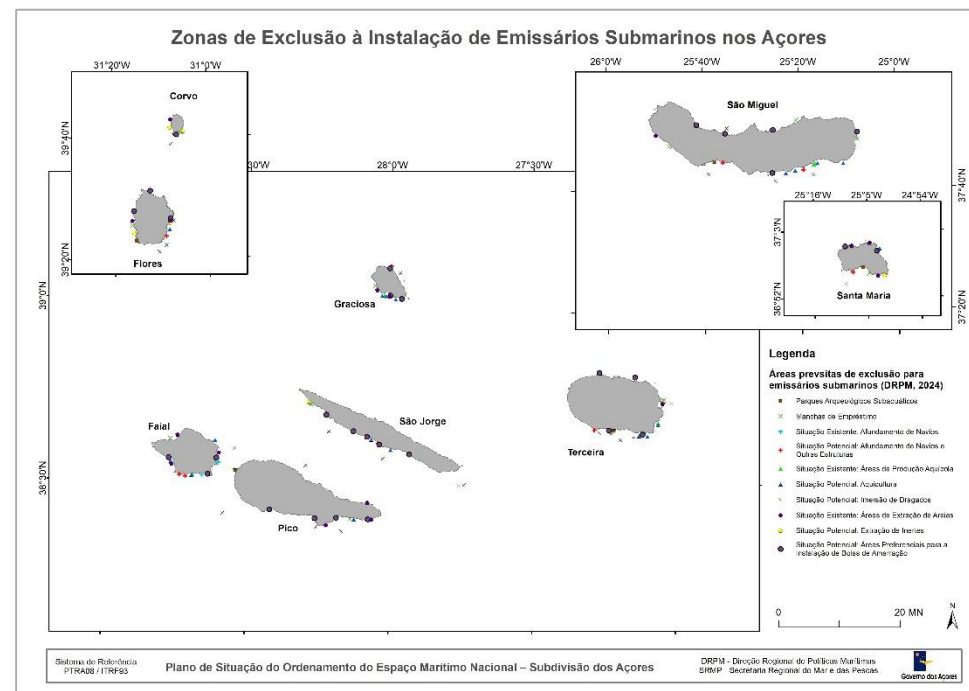 Zonas de Exclusão à Instalação de Emissários Submarinos nos Açores
31°20'W 31°0'W
26°0'W 25°40'W 25°20'W 25°0'W
Corvo
39°40'N
39°20'N
Flores
28°0'W 27°30'W
São Miguel
37°40'N
37°20'N
25°16'W 25°5'W 24°54'W
37°3'N
36°52'N
Santa Maria
39°0'N
38°30'N
Graciosa
São Jorge
Faial
Pico
Terceira
Legenda
Áreas prevsitas de exclusão para
emissários submarinos (DRPM, 2024)
Parques Arqueológicos Subaquáticos
Manchas de Empréstimo
Situação Existente: Afundamento de Navios
Situação Potencial: Afundamento de Navios e
Outras Estruturas
Situação Existente: Áreas de Produção Aquícola
Situação Potencial: Aquicultura
Situação Potencial: Imersão de Dragados
Situação Existente: Áreas de Extração de Areias
Situação Potencial: Extração de Inertes
Situação Potencial: Áreas Preferenciais para a
Instalação de Boias de Amarração
0 20 MN
N
Sistema de Referência
PTRA08 / ITRF93
Plano de Situação do Ordenamento do Espaço Marítimo Nacional – Subdivisão dos Açores
DRPM - Direção Regional de Políticas Marítimas
SRMP - Secretaria Regional do Mar e das Pescas
Governo dos Açores